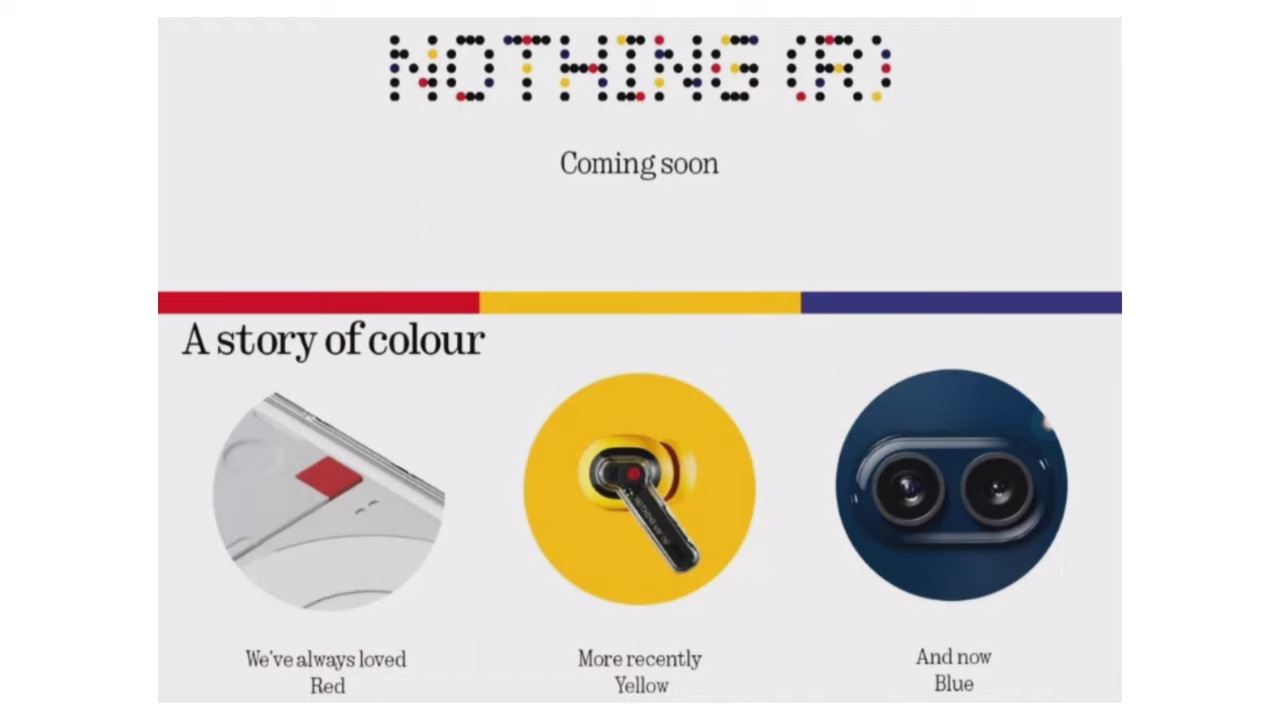 NOTHING (R)
Coming soon
A story of colour
We've always loved
Red
More recently
Yellow
And now
Blue